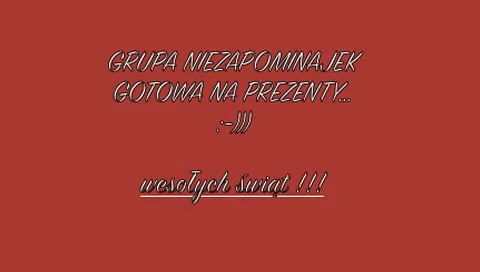 GRUPA NIEZAPOMINAJEK
GOTOWA NA PREZENTY...
:-)))
wesołych świąt !!!